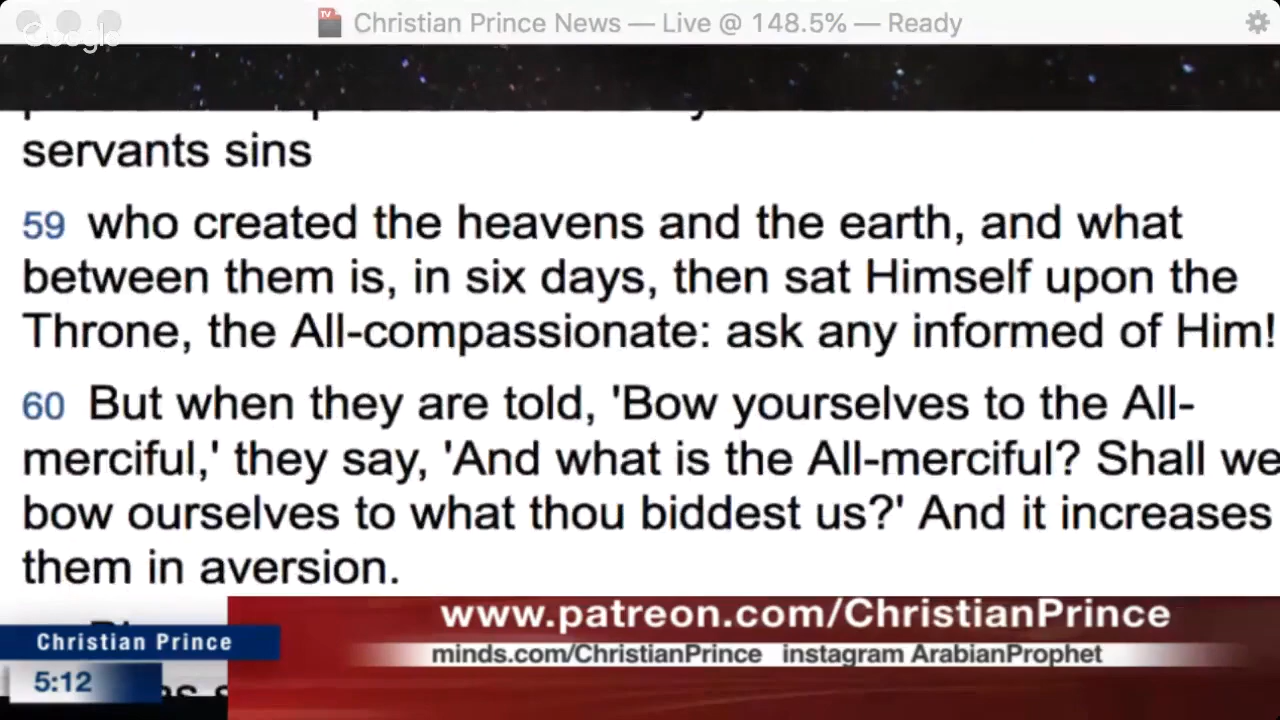 Christian Prince News — Live @ 148.5% — Ready
Google
servants sins
59 who created the heavens and the earth, and what
between them is, in six days, then sat Himself upon the
Throne, the All-compassionate: ask any informed of Him!
60 But when they are told, 'Bow yourselves to the All-
merciful,' they say, 'And what is the All-merciful? Shall we
bow ourselves to what thou biddest us?' And it increases
them in aversion.
www.patreon.com/ChristianPrince
Christian Prince
minds.com/ChristianPrince instagram ArabianProphet
5:12